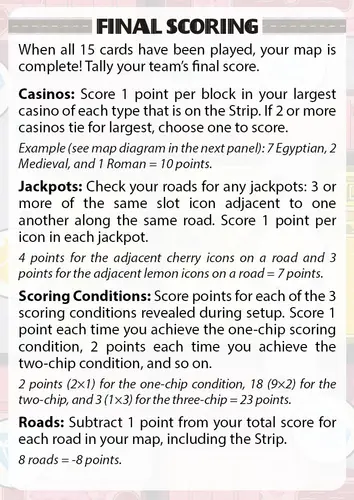 FINAL SCORING
When all 15 cards have been played, your map is
complete! Tally your team's final score.
Casinos: Score 1 point per block in your largest
casino of each type that is on the Strip. If 2 or more
casinos tie for largest, choose one to score.
Example (see map diagram in the next panel): 7 Egyptian, 2
Medieval, and 1 Roman = 10 points.
Jackpots: Check your roads for any jackpots: 3 or
more of the same slot icon adjacent to one
another along the same road. Score 1 point per
icon in each jackpot.
4 points for the adjacent cherry icons on a road and 3
points for the adjacent lemon icons on a road = 7 points.
Scoring Conditions: Score points for each of the 3
scoring conditions revealed during setup. Score 1
point each time you achieve the one-chip scoring
condition, 2 points each time you achieve the
two-chip condition, and so on.
2 points (2×1) for the one-chip condition, 18 (9×2) for the
two-chip, and 3 (1×3) for the three-chip = 23 points.
Roads: Subtract 1 point from your total score for
each road in your map, including the Strip.
8 roads = -8 points.